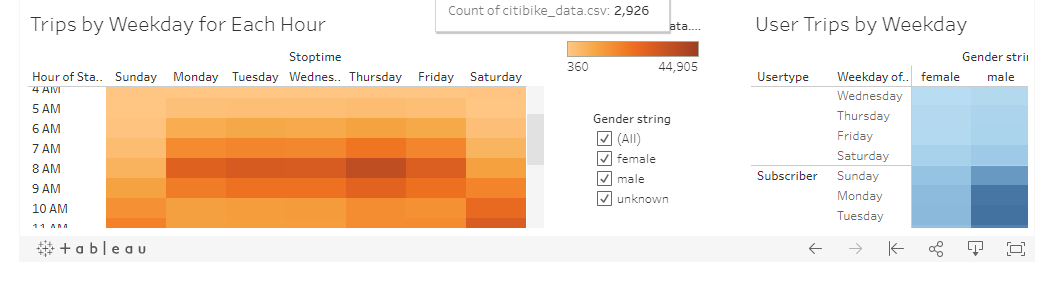 Count of citibike_data.csv: 2,926
Trips by Weekday for Each Hour
ata....
User Trips by Weekday
360 44,905
Stoptime
Hour of Sta.. Sunday Monday Tuesday Wednes.. Thursday Friday Saturday
4 AM
5 AM
6 AM
7 AM
8 AM
9 AM
10 AM
11 AM
Gender string
(All)
female
male
unknown
Gender strin
Usertype Weekday of.. female male
Wednesday
Thursday
Friday
Saturday
Subscriber Sunday
Monday
Tuesday
+ a b | e a u